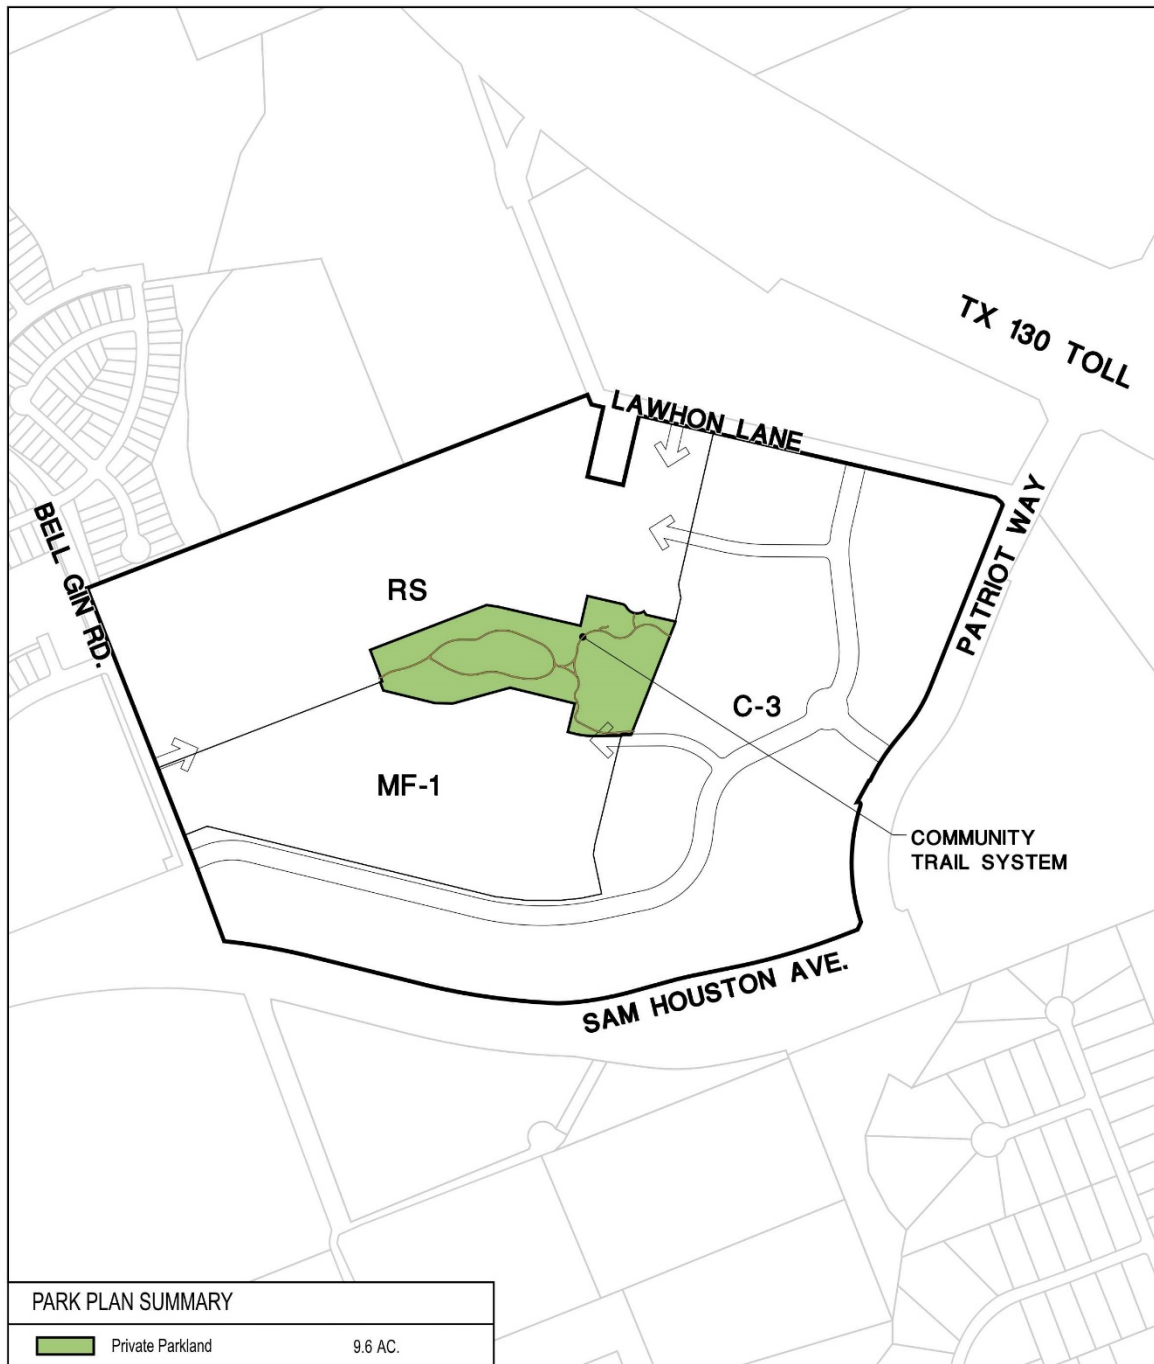 TX 130 TOLL
LAWHON LANE
BELL GIN RD.
PATRIOT WAY
RS
C-3
MF-1
COMMUNITY
TRAIL SYSTEM
SAM HOUSTON AVE.
PARK PLAN SUMMARY
Private Parkland 9.6 AC.